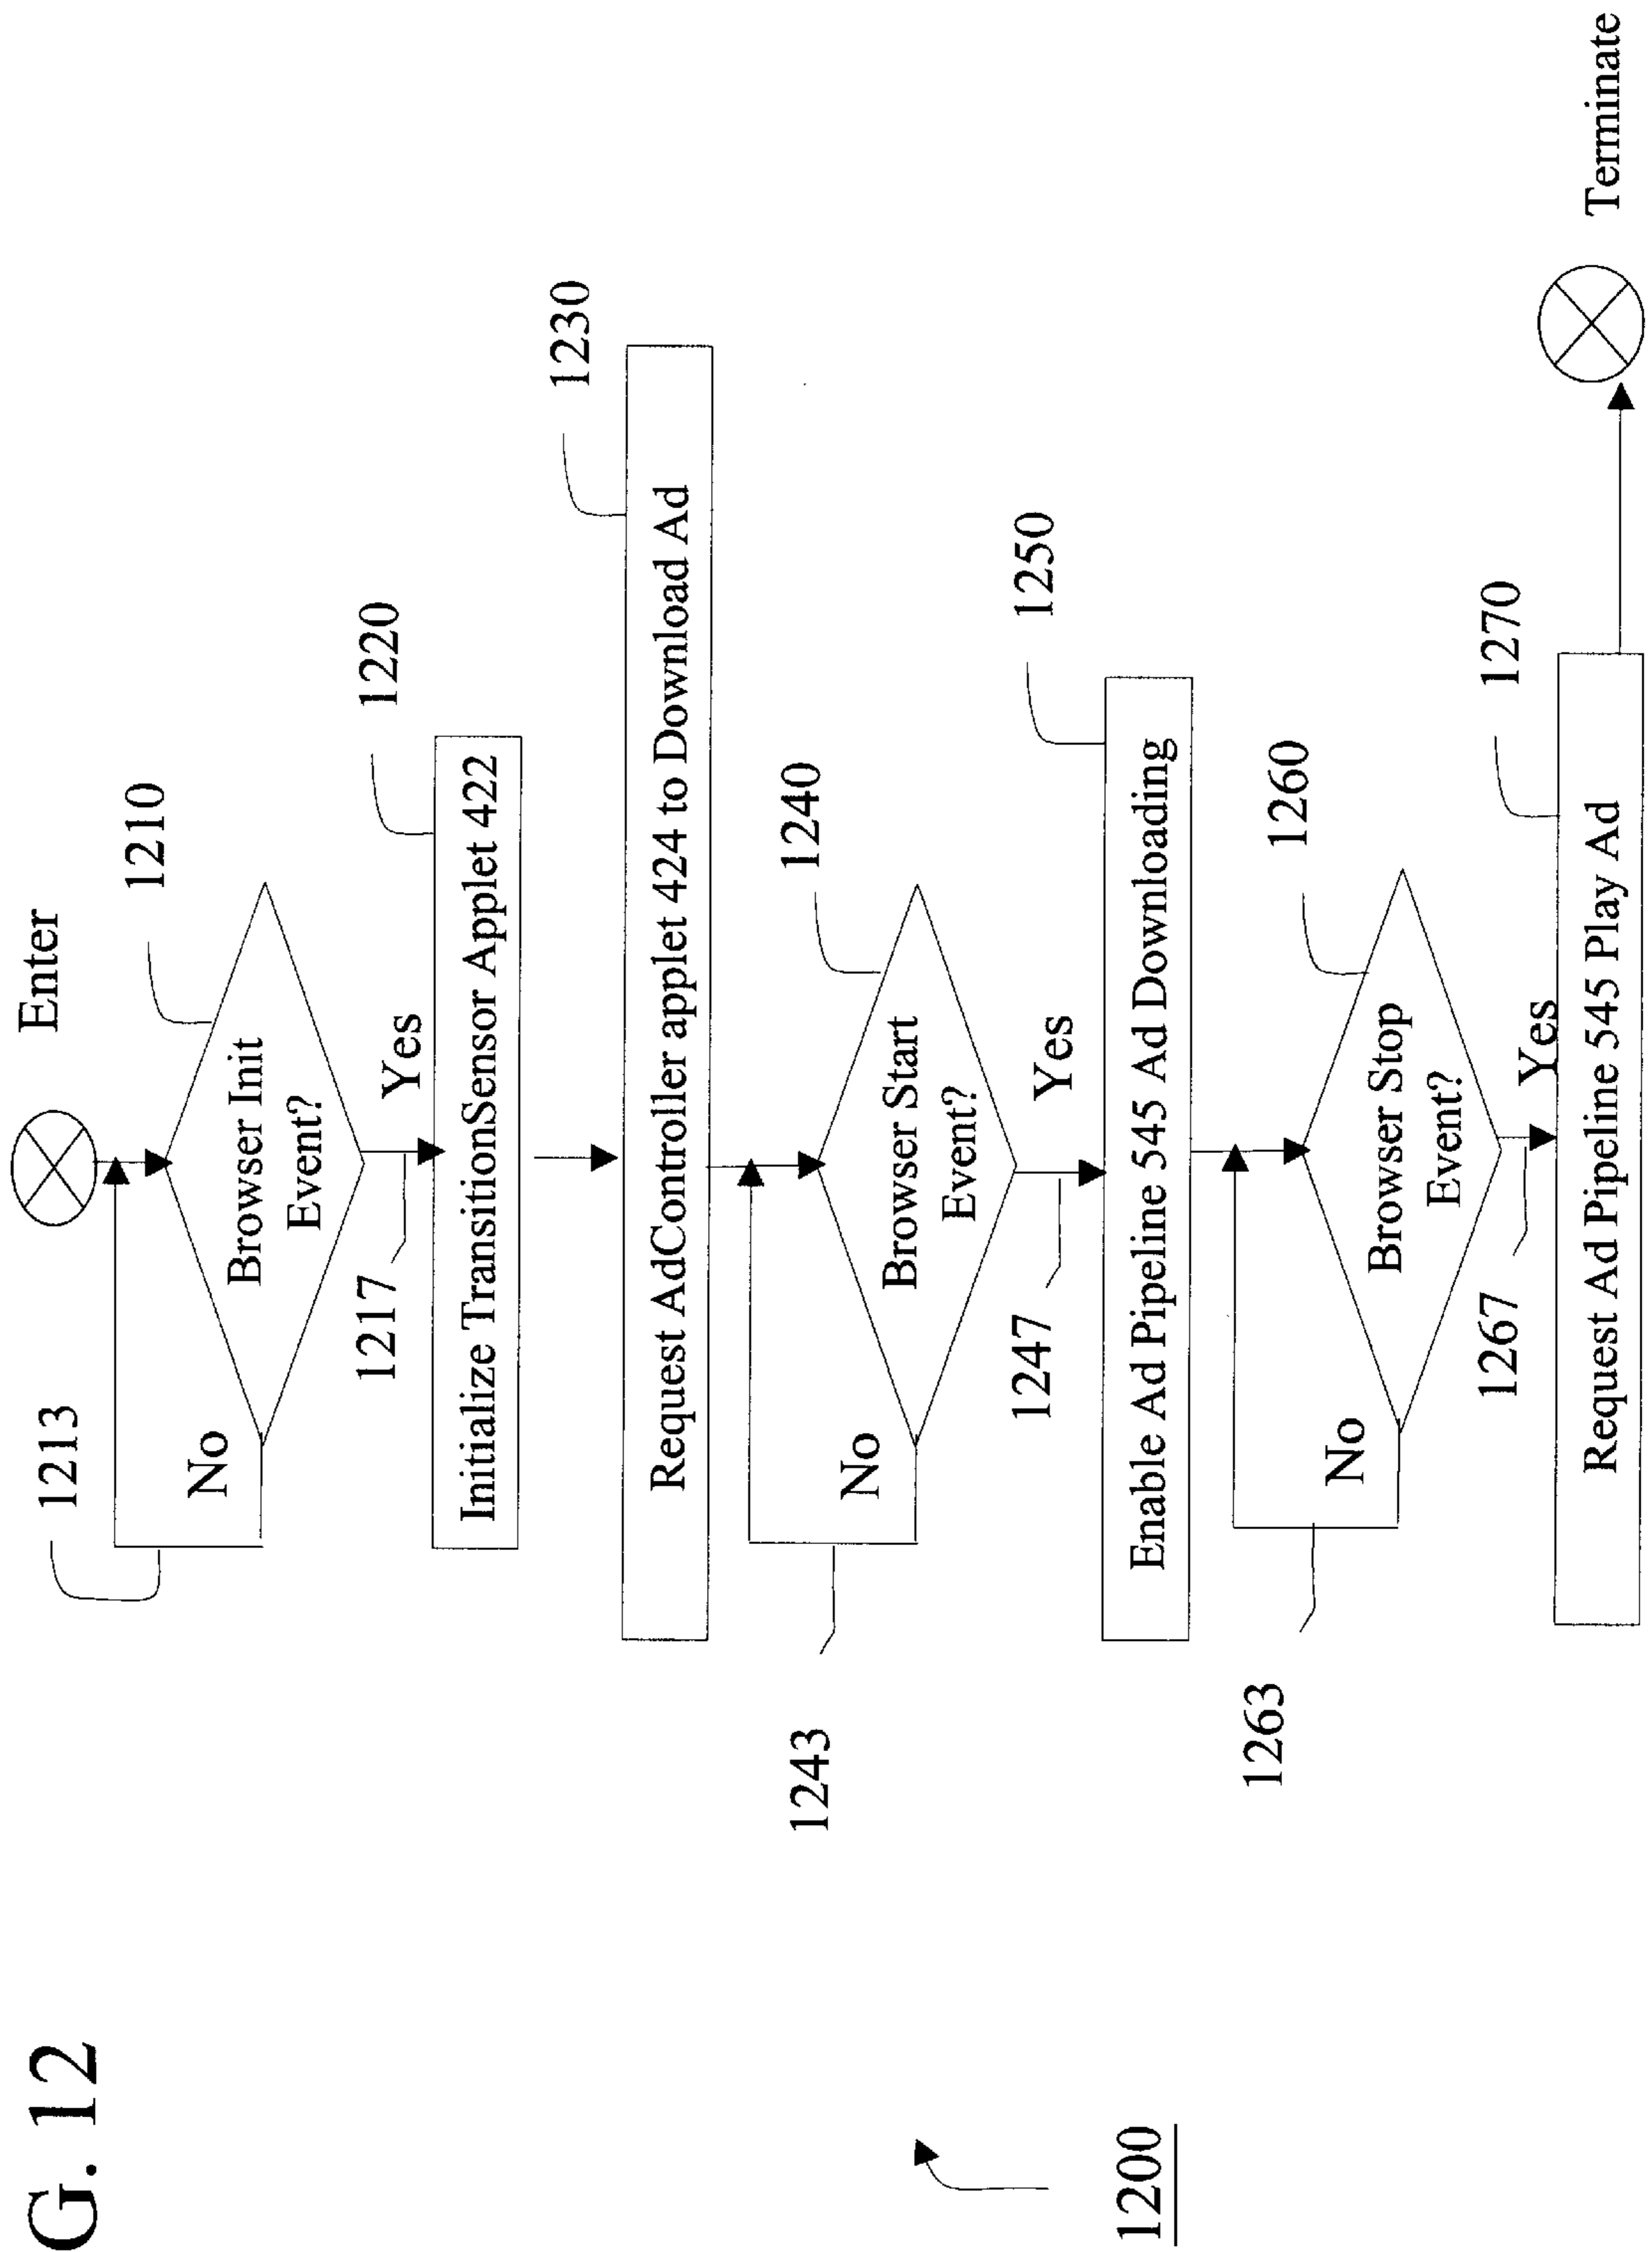 G. 12
Enter
1210
Browser Init
Event?
1213
No
1217
Yes
1220
Initialize TransitionSensor Applet 422
1230
Request AdController applet 424 to Download Ad
1240
Browser Start
Event?
No
1243
1247
Yes
1250
Enable Ad Pipeline 545 Ad Downloading
1260
Browser Stop
Event?
No
1263
1267
Yes
1270
Request Ad Pipeline 545 Play Ad
Terminate
1200